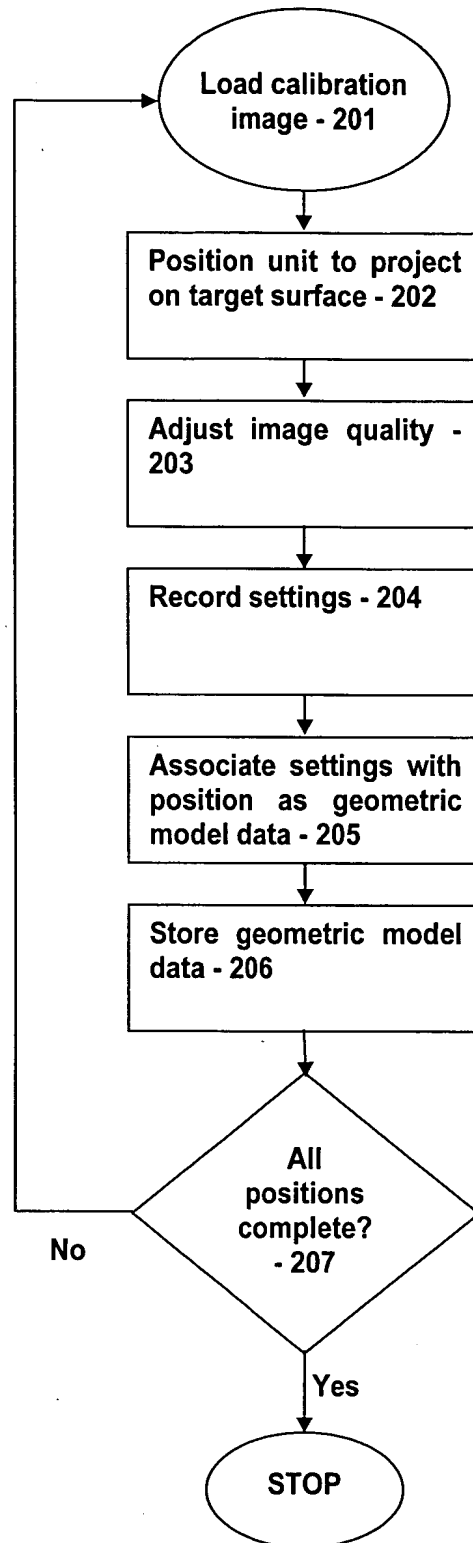 Load calibration
image - 201
Position unit to project
on target surface - 202
Adjust image quality -
203
Record settings - 204
Associate settings with
position as geometric
model data - 205
Store geometric model
data - 206
All
positions
complete?
- 207
No
Yes
STOP